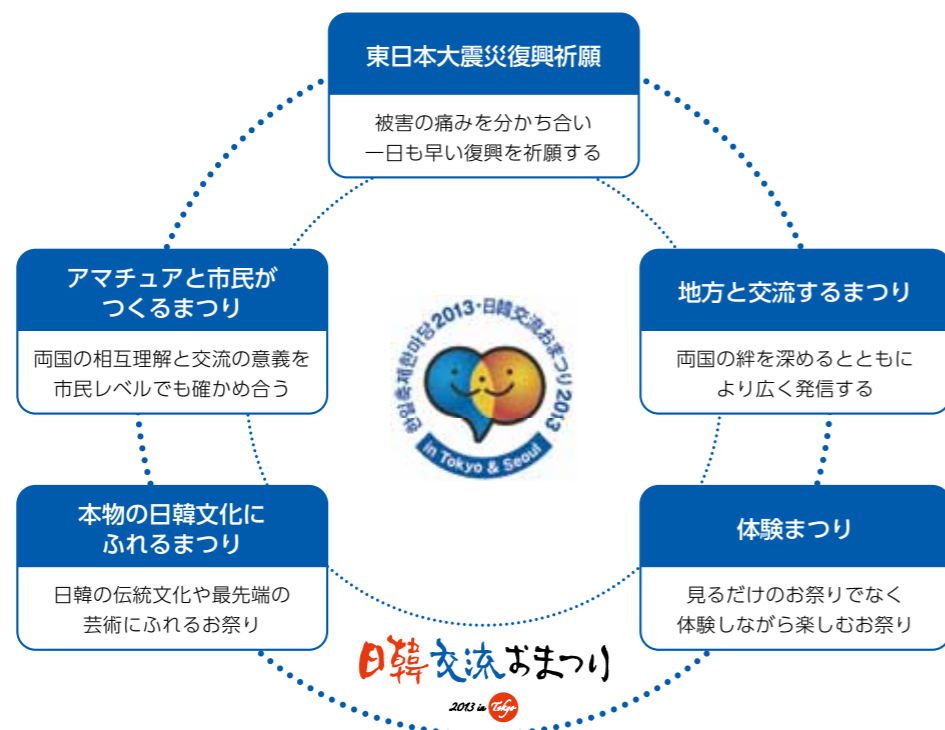 東日本大震災復興祈願
被害の痛みを分かち合い
一日も早い復興を祈願する
アマチュアと市民が
つくるまつり
両国の相互理解と交流の意義を
市民レベルでも確かめ合う
地方と交流するまつり
両国の絆を深めるとともに
より広く発信する
한일축제한마당2013・日韓交流おまつり2013
in Tokyo & Seoul
本物の日韓文化に
ふれるまつり
日韓の伝統文化や最先端の
芸術にふれるお祭り
体験まつり
見るだけのお祭りでなく
体験しながら楽しむお祭り
日韓交流おまつり
2013 in Tokyo